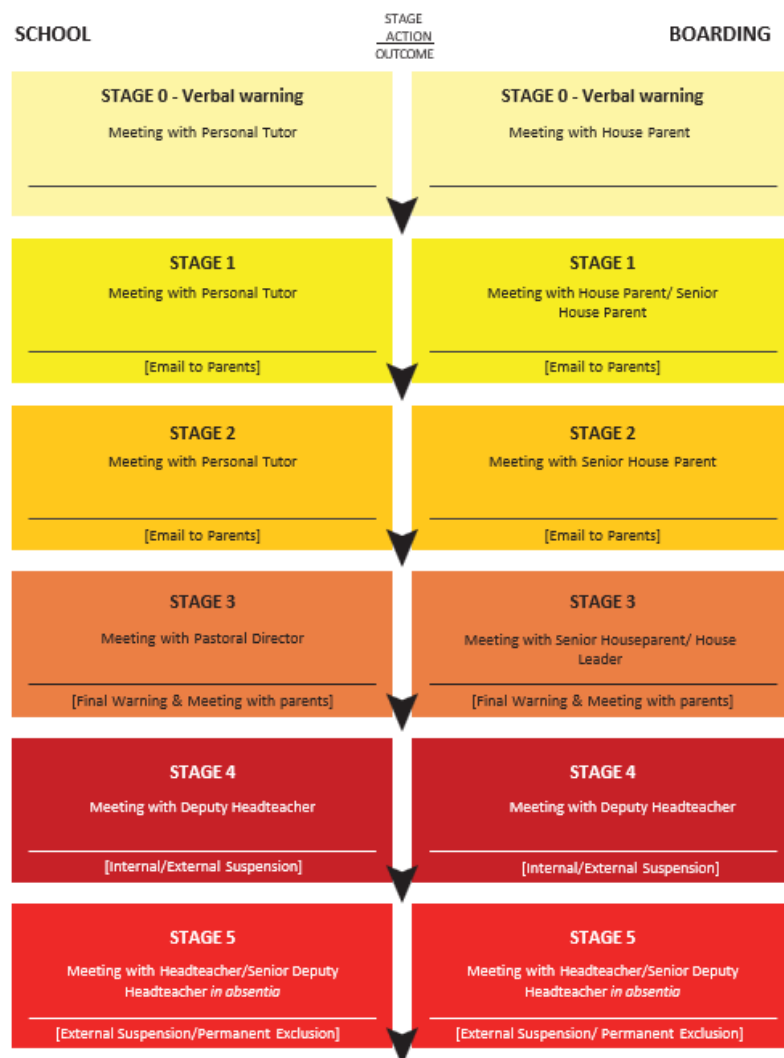 SCHOOL
STAGE
ACTION
OUTCOME
BOARDING
STAGE 0 - Verbal warning
Meeting with Personal Tutor
STAGE 0 - Verbal warning
Meeting with House Parent
STAGE 1
Meeting with Personal Tutor
[Email to Parents]
STAGE 1
Meeting with House Parent/ Senior
House Parent
[Email to Parents]
STAGE 2
Meeting with Personal Tutor
[Email to Parents]
STAGE 2
Meeting with Senior House Parent
[Email to Parents]
STAGE 3
Meeting with Pastoral Director
[Final Warning & Meeting with parents]
STAGE 3
Meeting with Senior Houseparent/ House
Leader
[Final Warning & Meeting with parents]
STAGE 4
Meeting with Deputy Headteacher
[Internal/External Suspension]
STAGE 4
Meeting with Deputy Headteacher
[Internal/External Suspension]
STAGE 5
Meeting with Headteacher/Senior Deputy
Headteacher in absentia
[External Suspension/Permanent Exclusion]
STAGE 5
Meeting with Headteacher/Senior Deputy
Headteacher in absentia
[External Suspension/ Permanent Exclusion]